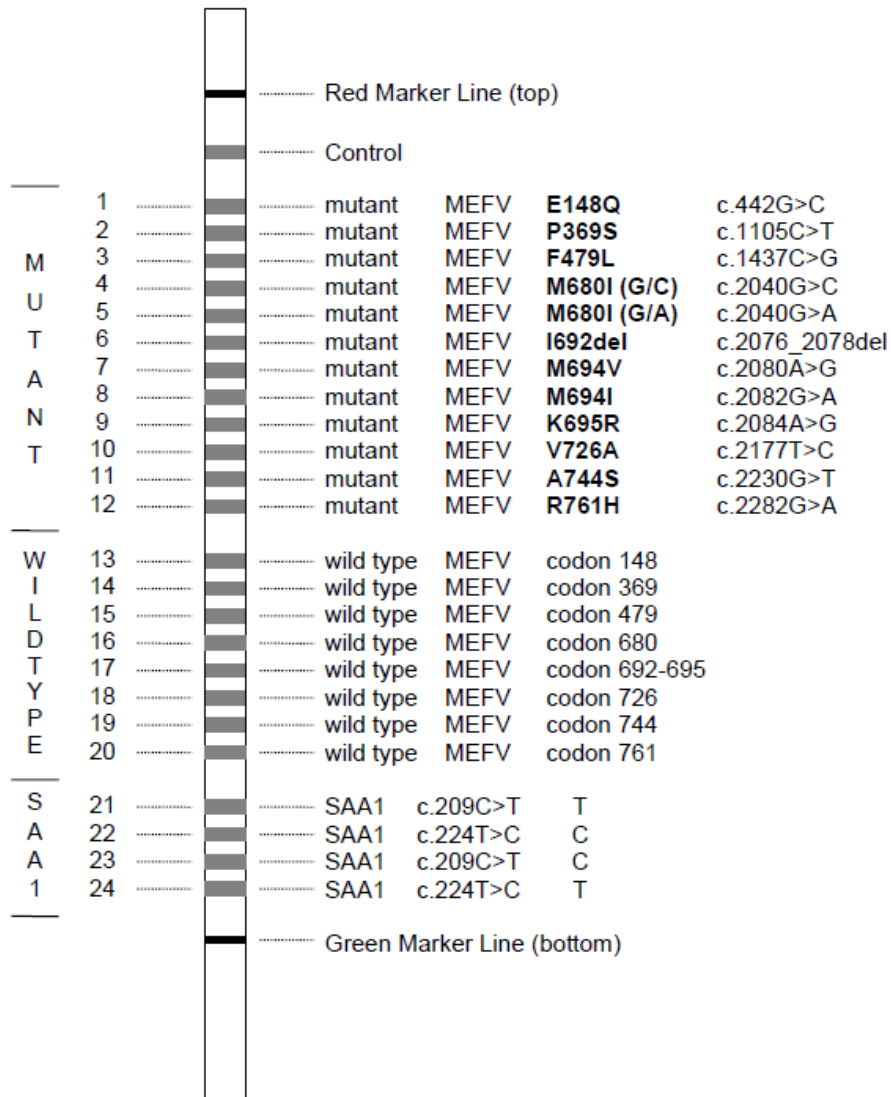 Red Marker Line (top)
Control
MUTANT
1 mutant MEFV E148Q c.442G>C
2 mutant MEFV P369S c.1105C>T
3 mutant MEFV F479L c.1437C>G
4 mutant MEFV M680I (G/C) c.2040G>C
5 mutant MEFV M680I (G/A) c.2040G>A
6 mutant MEFV I692del c.2076_2078del
7 mutant MEFV M694V c.2080A>G
8 mutant MEFV M694I c.2082G>A
9 mutant MEFV K695R c.2084A>G
10 mutant MEFV V726A c.2177T>C
11 mutant MEFV A744S c.2230G>T
12 mutant MEFV R761H c.2282G>A
WILDTYPE
13 wild type MEFV codon 148
14 wild type MEFV codon 369
15 wild type MEFV codon 479
16 wild type MEFV codon 680
17 wild type MEFV codon 692-695
18 wild type MEFV codon 726
19 wild type MEFV codon 744
20 wild type MEFV codon 761
SAA1
21 SAA1 c.209C>T T
22 SAA1 c.224T>C C
23 SAA1 c.209C>T C
24 SAA1 c.224T>C T
Green Marker Line (bottom)